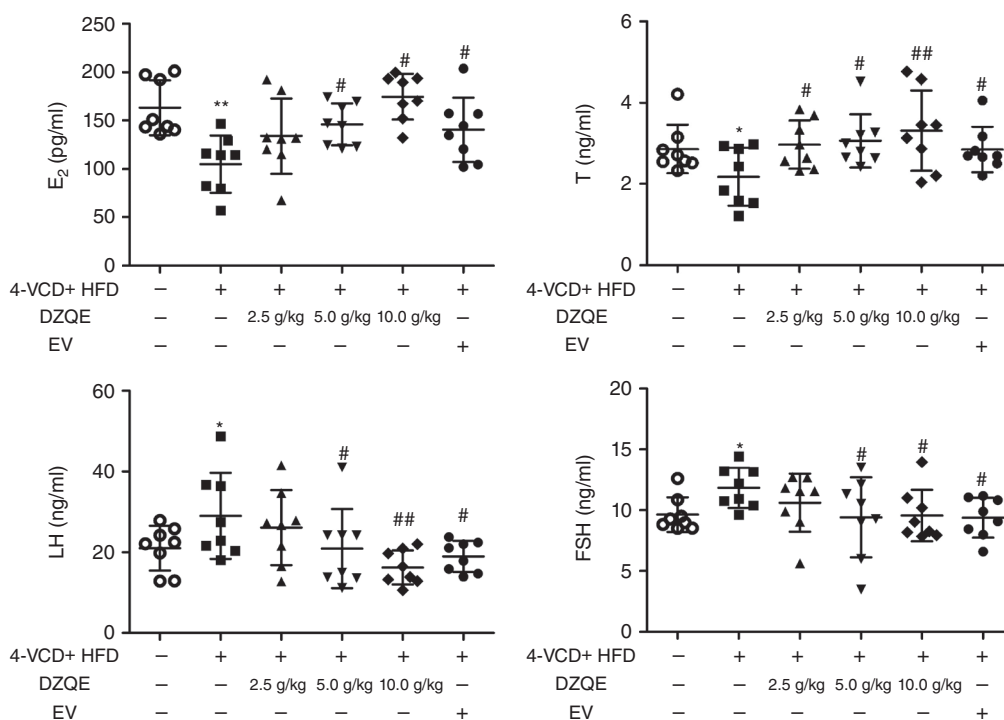 250
200
150
100
50
0
E₂ (pg/ml)
**
#
#
#
4-VCD+ HFD − + + + + +
DZQE − − 2.5 g/kg 5.0 g/kg 10.0 g/kg −
EV − − − − − +
6
4
2
0
T (ng/ml)
*
#
#
##
#
4-VCD+ HFD − + + + + +
DZQE − − 2.5 g/kg 5.0 g/kg 10.0 g/kg −
EV − − − − − +
60
40
20
0
LH (ng/ml)
*
#
##
#
4-VCD+ HFD − + + + + +
DZQE − − 2.5 g/kg 5.0 g/kg 10.0 g/kg −
EV − − − − − +
20
15
10
5
0
FSH (ng/ml)
*
#
#
#
4-VCD+ HFD − + + + + +
DZQE − − 2.5 g/kg 5.0 g/kg 10.0 g/kg −
EV − − − − − +